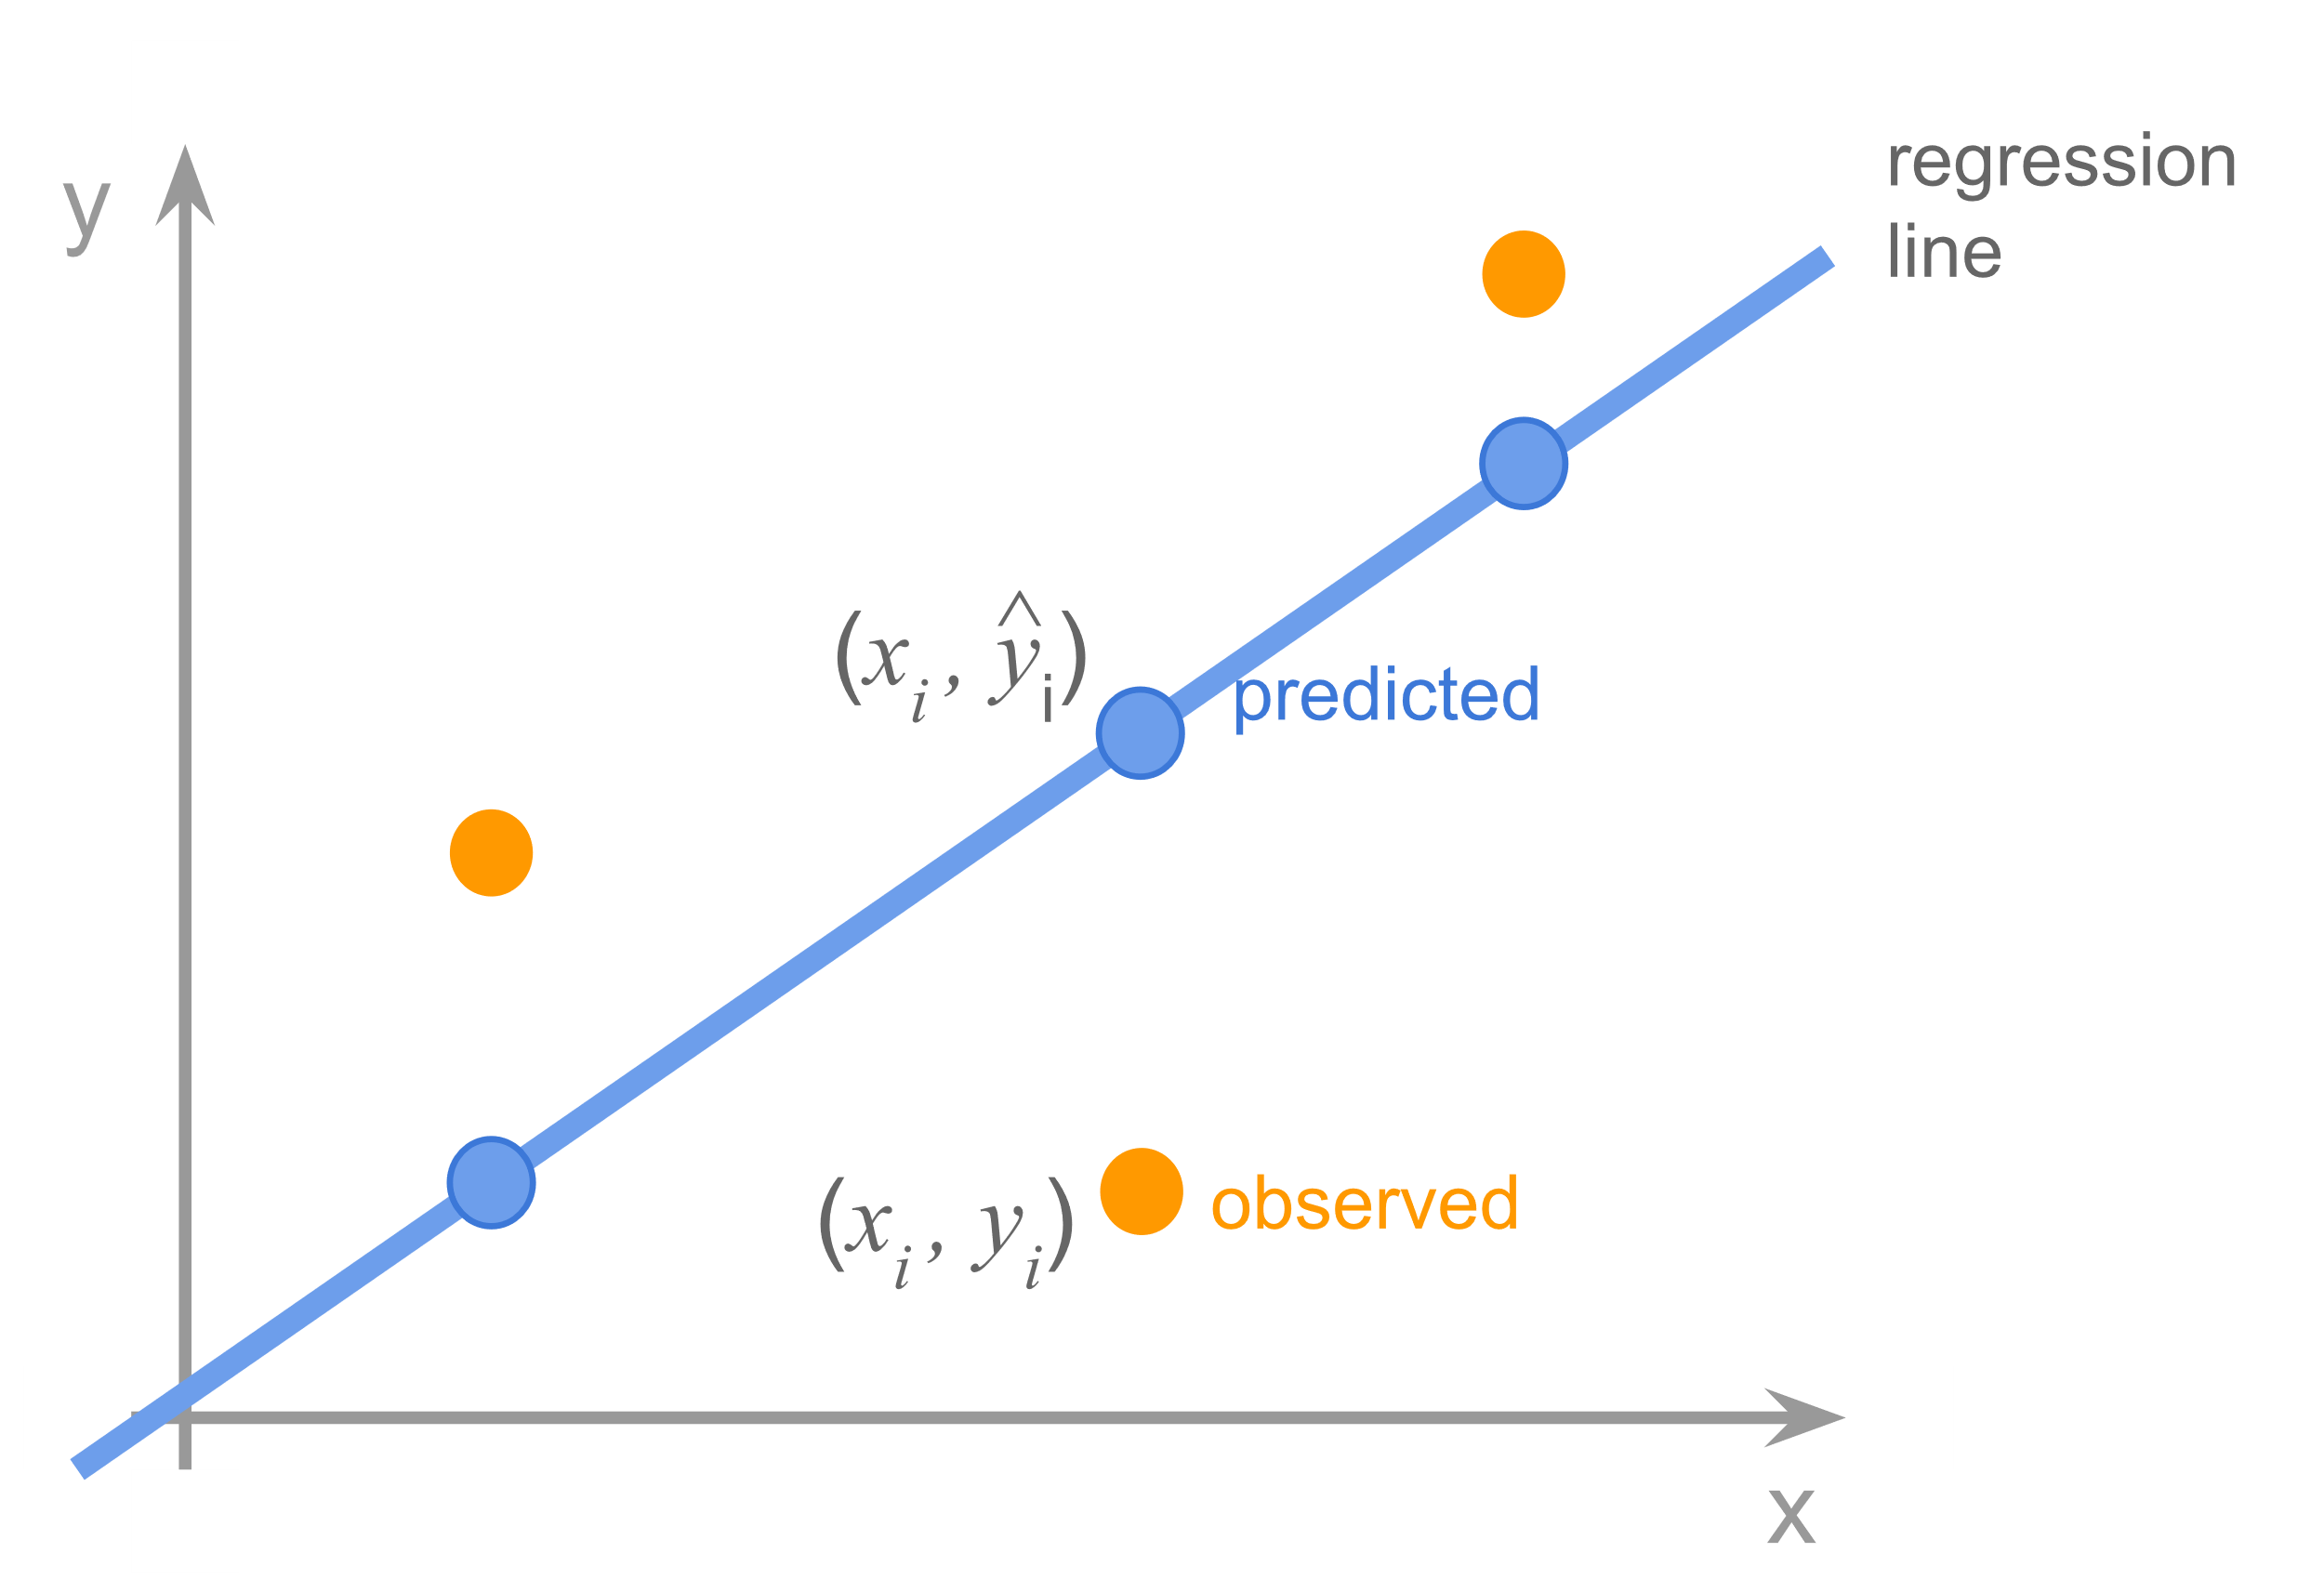 regression
line
y
(xᵢ, ŷᵢ)
predicted
(xᵢ, yᵢ)
observed
x